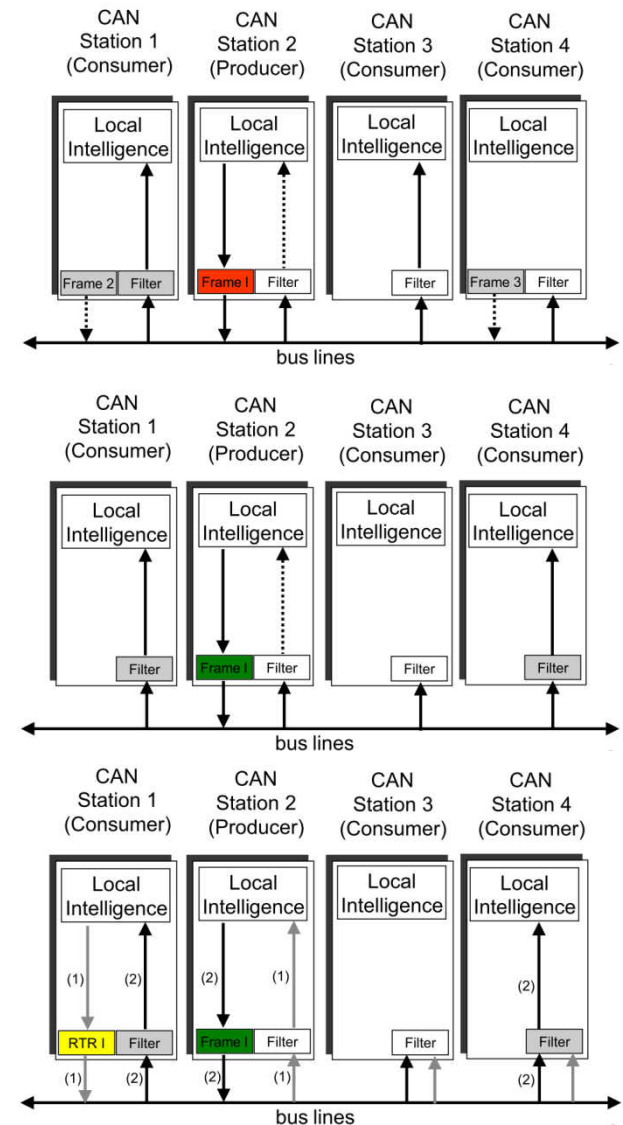 CAN CAN CAN CAN
Station 1 Station 2 Station 3 Station 4
(Consumer) (Producer) (Consumer) (Consumer)
Local Local Local Local
Intelligence Intelligence Intelligence Intelligence
Frame 2 Filter Frame I Filter Filter Frame 3 Filter
bus lines
CAN CAN CAN CAN
Station 1 Station 2 Station 3 Station 4
(Consumer) (Producer) (Consumer) (Consumer)
Local Local Local Local
Intelligence Intelligence Intelligence Intelligence
Filter Frame I Filter Filter Filter
bus lines
CAN CAN CAN CAN
Station 1 Station 2 Station 3 Station 4
(Consumer) (Producer) (Consumer) (Consumer)
Local Local Local Local
Intelligence Intelligence Intelligence Intelligence
(1) (2) (2) (1) (2)
RTR I Filter Frame I Filter Filter Filter
(1) (2) (2) (1) (2)
bus lines